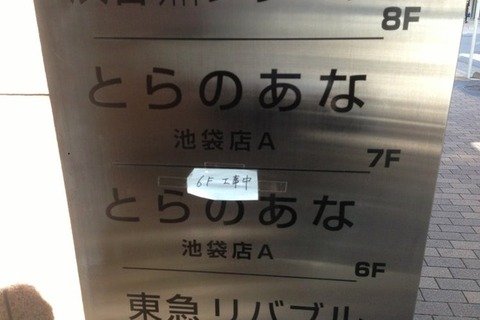 8F
とらのあな
池袋店A
7F
6F 工事中
とらのあな
池袋店A
6F
東急リバブル